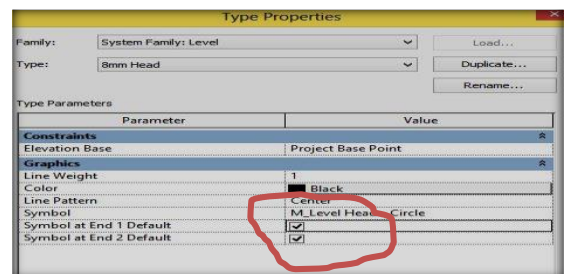 Type Properties
Family: System Family: Level Load...
Type: 8mm Head Duplicate...
Rename...
Type Parameters
Parameter Value
Constraints
Elevation Base Project Base Point
Graphics
Line Weight 1
Color Black
Line Pattern Center
Symbol M_Level Head Circle
Symbol at End 1 Default
Symbol at End 2 Default